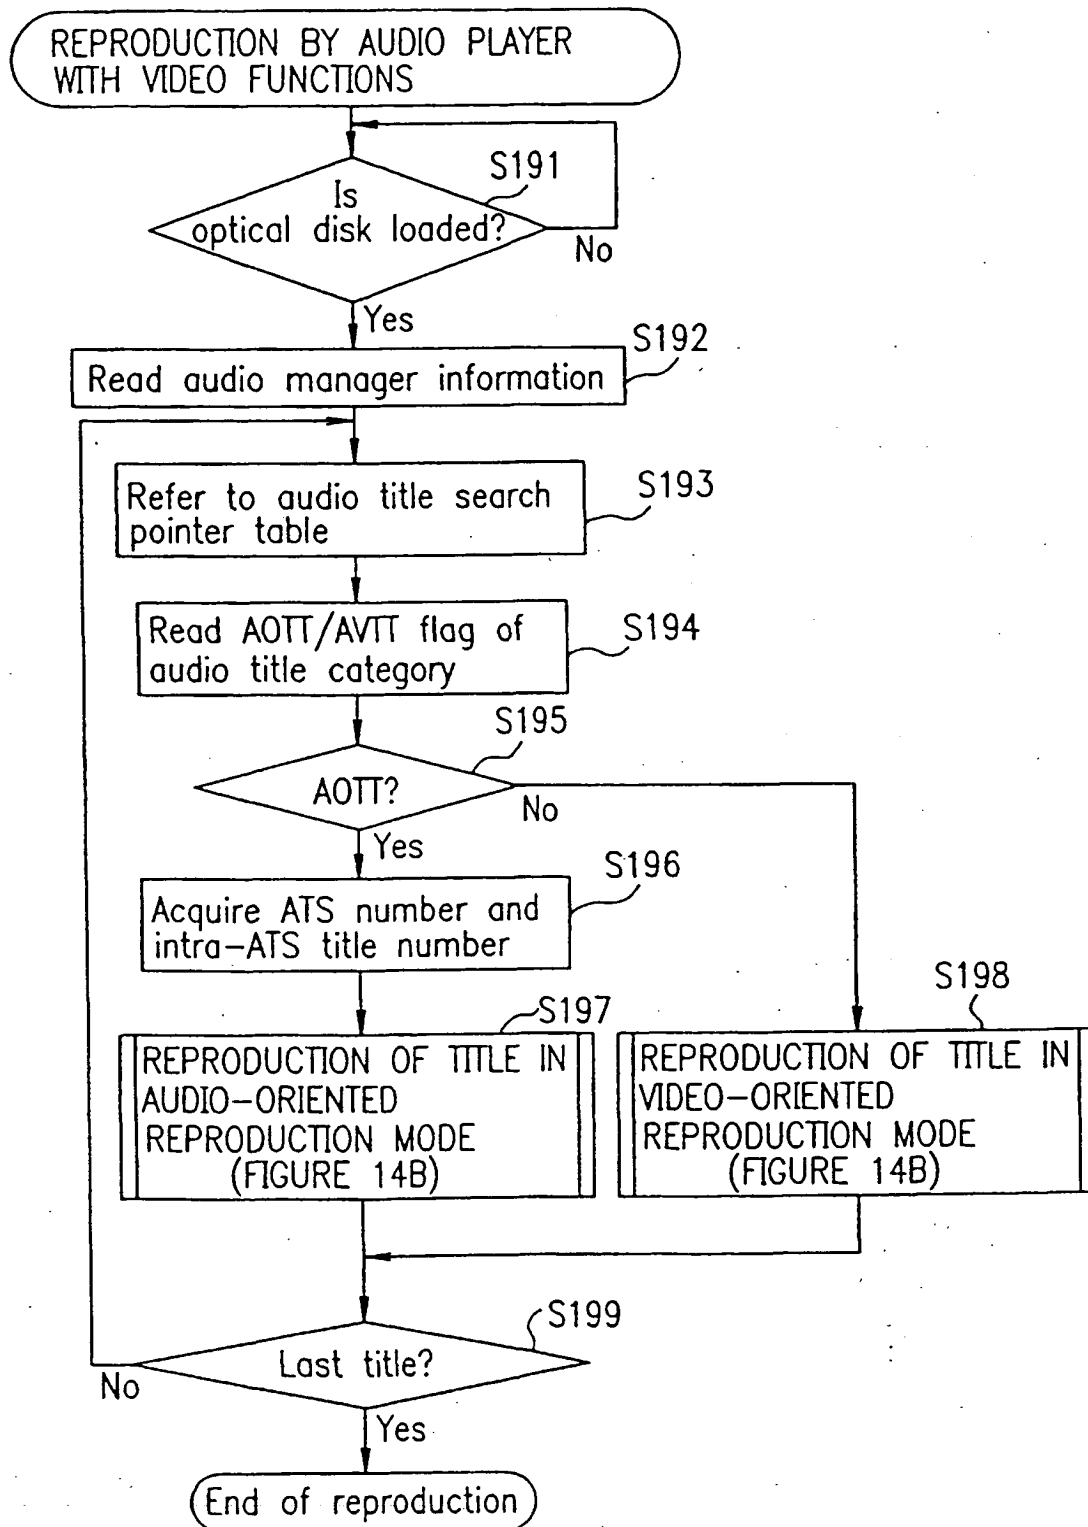 REPRODUCTION BY AUDIO PLAYER
WITH VIDEO FUNCTIONS
S191
Is
optical disk loaded?
No
Yes
S192
Read audio manager information
S193
Refer to audio title search
pointer table
S194
Read AOTT/AVTT flag of
audio title category
S195
AOTT?
No
Yes
S196
Acquire ATS number and
intra-ATS title number
S197
REPRODUCTION OF TITLE IN
AUDIO-ORIENTED
REPRODUCTION MODE
(FIGURE 14B)
S198
REPRODUCTION OF TITLE IN
VIDEO-ORIENTED
REPRODUCTION MODE
(FIGURE 14B)
S199
Last title?
No
Yes
End of reproduction